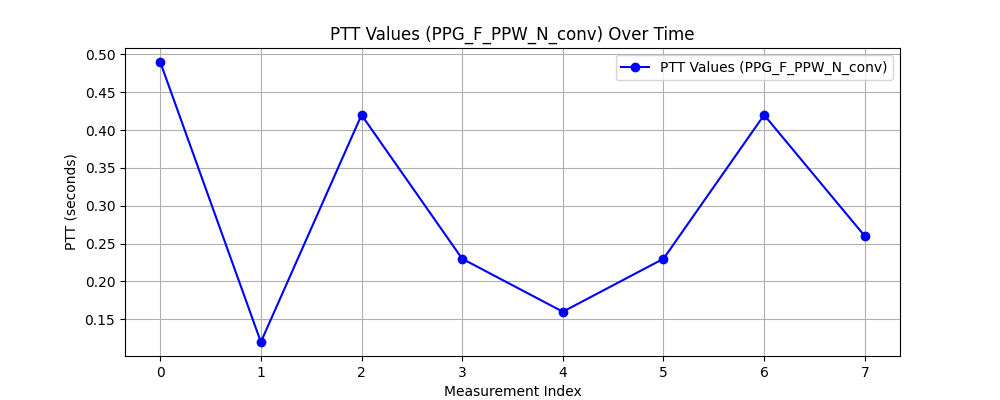 PTT Values (PPG_F_PPW_N_conv) Over Time
PTT Values (PPG_F_PPW_N_conv)
PTT (seconds)
0.50
0.45
0.40
0.35
0.30
0.25
0.20
0.15
0 1 2 3 4 5 6 7
Measurement Index